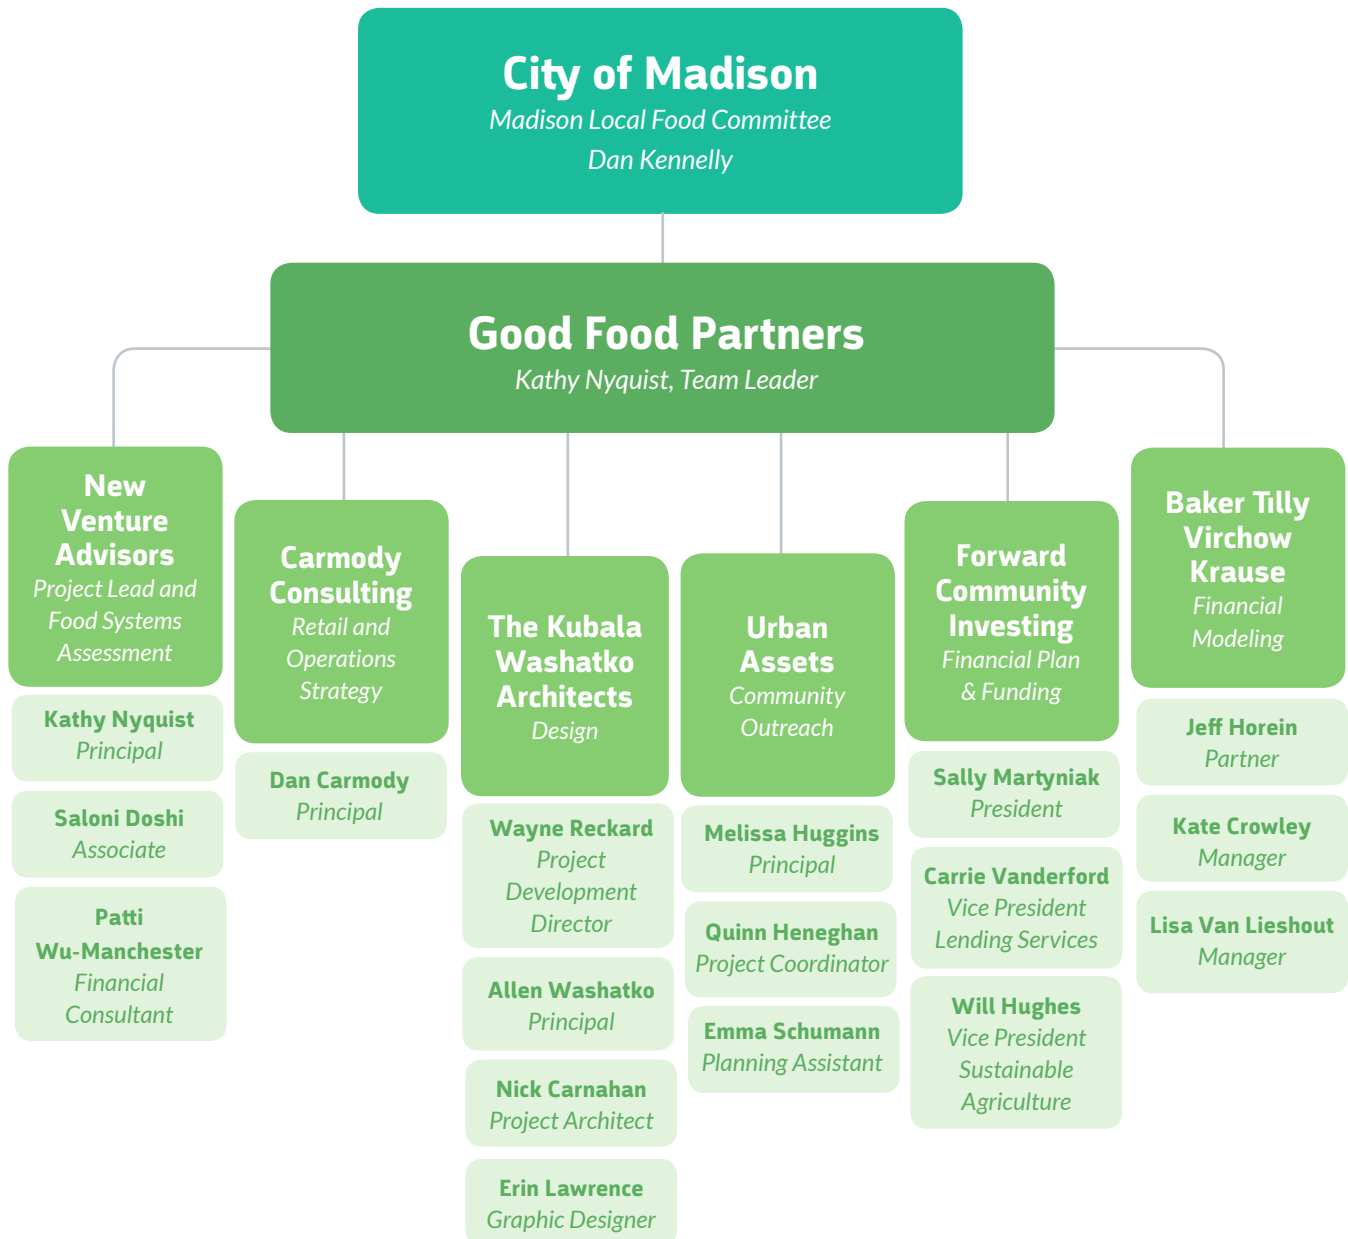 City of Madison
Madison Local Food Committee
Dan Kennelly
Good Food Partners
Kathy Nyquist, Team Leader
New
Venture
Advisors
Project Lead and
Food Systems
Assessment
Kathy Nyquist
Principal
Saloni Doshi
Associate
Patti
Wu-Manchester
Financial
Consultant
Carmody
Consulting
Retail and
Operations
Strategy
Dan Carmody
Principal
The Kubala
Washatko
Architects
Design
Wayne Reckard
Project
Development
Director
Allen Washatko
Principal
Nick Carnahan
Project Architect
Erin Lawrence
Graphic Designer
Urban
Assets
Community
Outreach
Melissa Huggins
Principal
Quinn Heneghan
Project Coordinator
Emma Schumann
Planning Assistant
Forward
Community
Investing
Financial Plan
& Funding
Sally Martyniak
President
Carrie Vanderford
Vice President
Lending Services
Will Hughes
Vice President
Sustainable
Agriculture
Baker Tilly
Virchow
Krause
Financial
Modeling
Jeff Horein
Partner
Kate Crowley
Manager
Lisa Van Lieshout
Manager